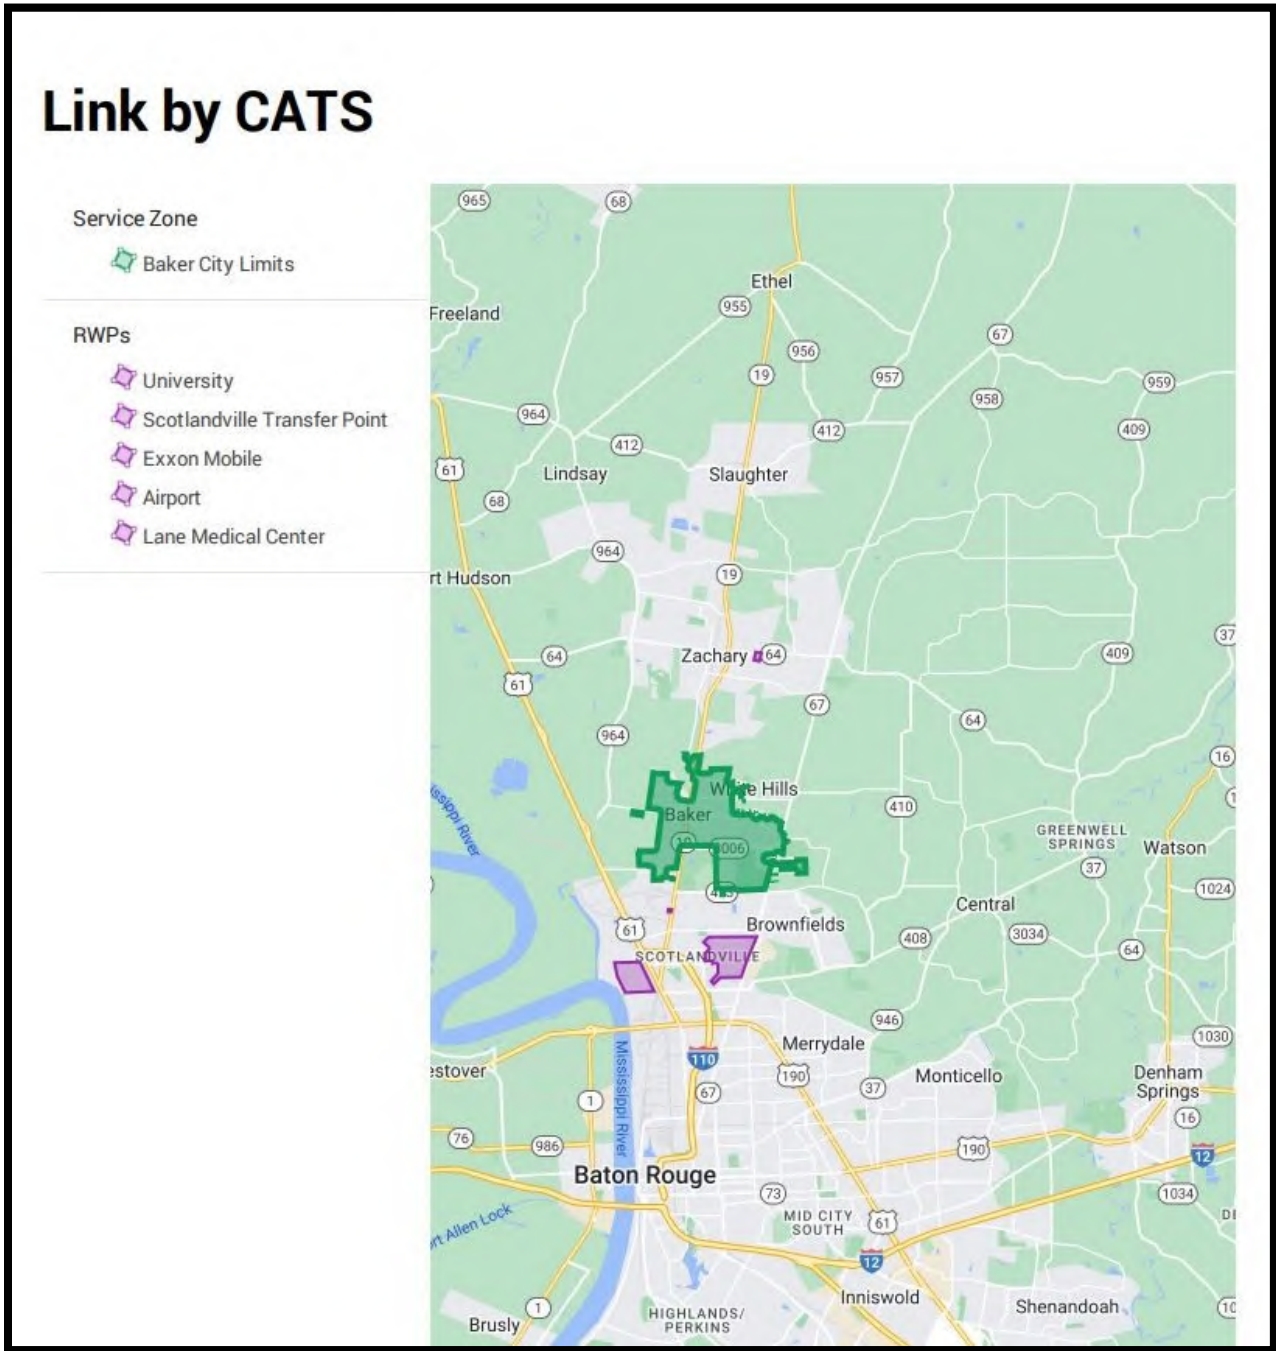 Link by CATS
Service Zone
Baker City Limits
RWPs
University
Scotlandville Transfer Point
Exxon Mobile
Airport
Lane Medical Center
965
68
Ethel
955
Freeland
67
956
19
957
959
958
964
412
412
409
61
Lindsay
Slaughter
68
964
19
rt Hudson
37
64
Zachary
64
409
61
67
64
964
16
White Hills
410
Baker
GREENWELL
SPRINGS
Watson
19
37
1024
Central
Brownfields
61
408
3034
64
SCOTLANDVILLE
946
1030
Merrydale
110
estover
190
37
Monticello
Denham
Springs
67
1
16
Mississippi River
76
986
190
12
Baton Rouge
73
1034
MID CITY
SOUTH
61
rt Allen Lock
12
Inniswold
Shenandoah
1
10
HIGHLANDS/
PERKINS
Brusly